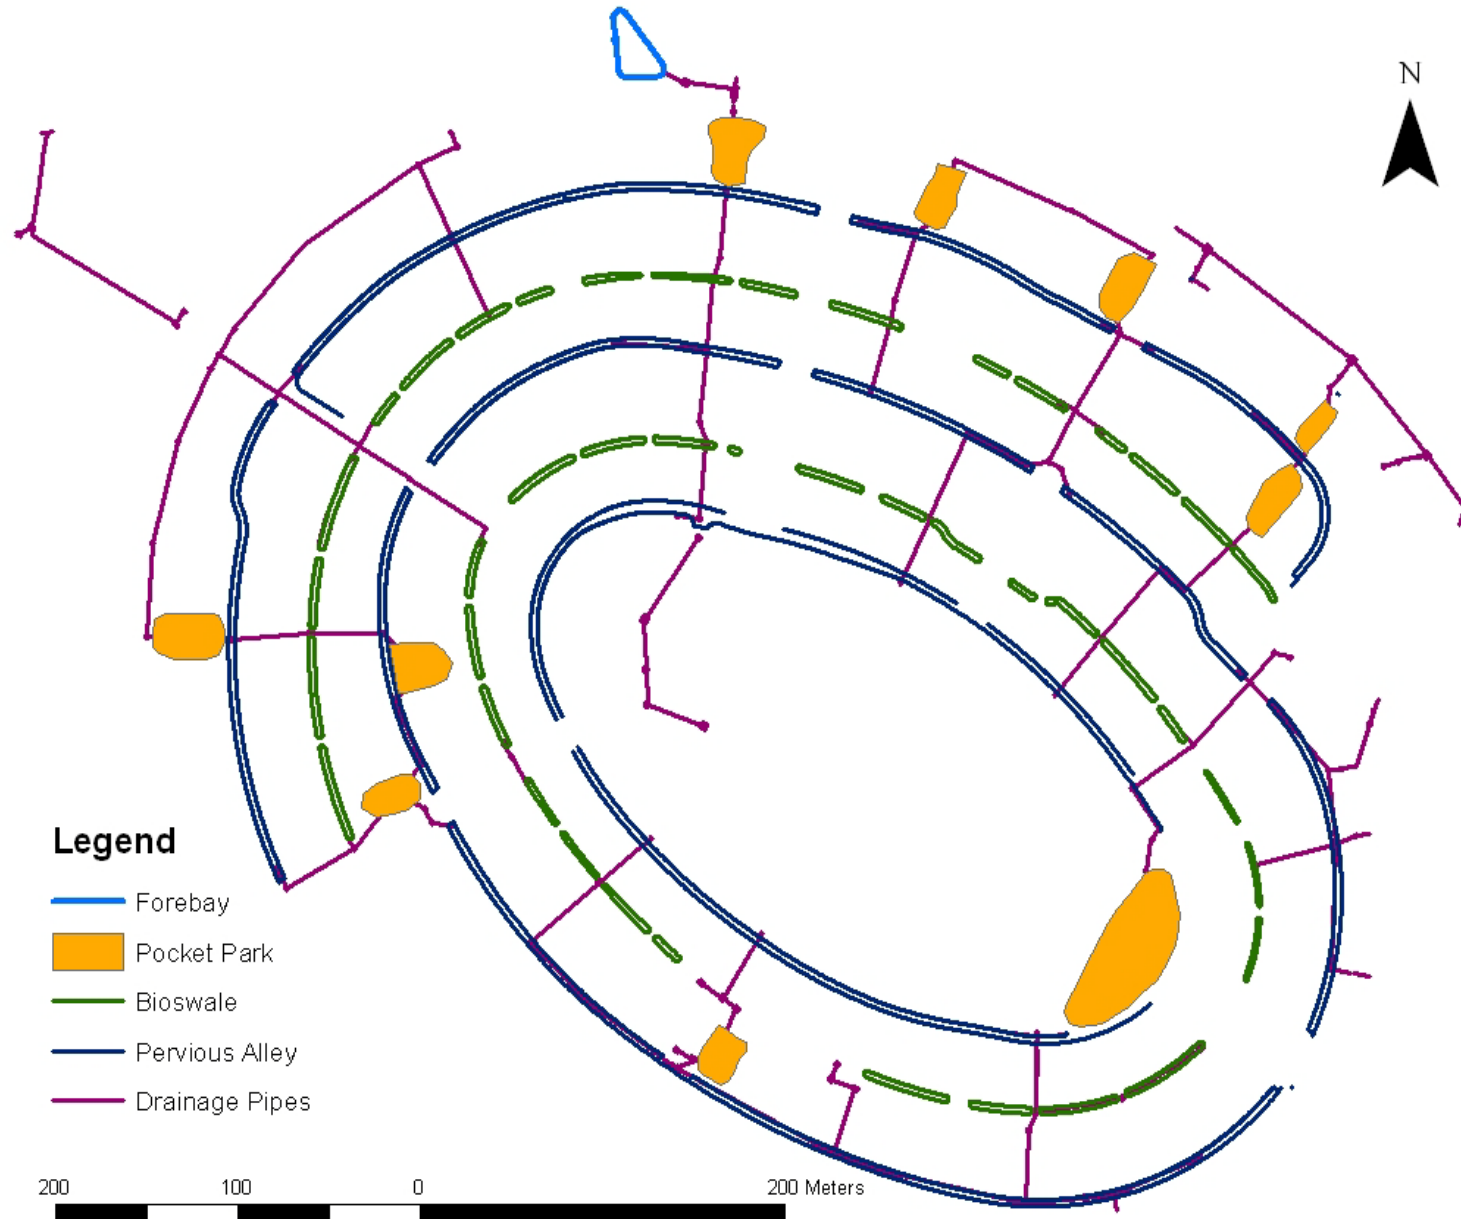 N
Legend
Forebay
Pocket Park
Bioswale
Pervious Alley
Drainage Pipes
200 100 0 200 Meters